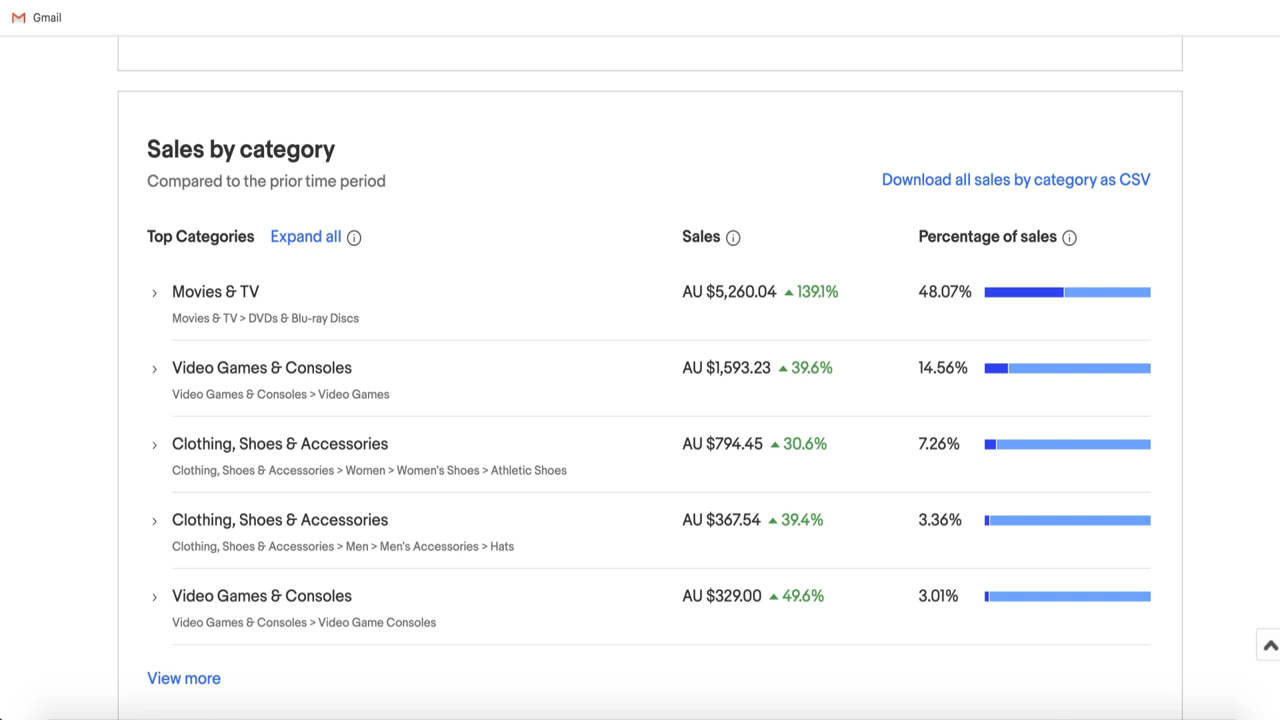 Gmail
Sales by category
Compared to the prior time period
Download all sales by category as CSV
Top Categories Expand all Sales Percentage of sales
Movies & TV AU $5,260.04 139.1% 48.07%
Movies & TV > DVDs & Blu-ray Discs
Video Games & Consoles AU $1,593.23 39.6% 14.56%
Video Games & Consoles > Video Games
Clothing, Shoes & Accessories AU $794.45 30.6% 7.26%
Clothing, Shoes & Accessories > Women > Women's Shoes > Athletic Shoes
Clothing, Shoes & Accessories AU $367.54 39.4% 3.36%
Clothing, Shoes & Accessories > Men > Men's Accessories > Hats
Video Games & Consoles AU $329.00 49.6% 3.01%
Video Games & Consoles > Video Game Consoles
View more